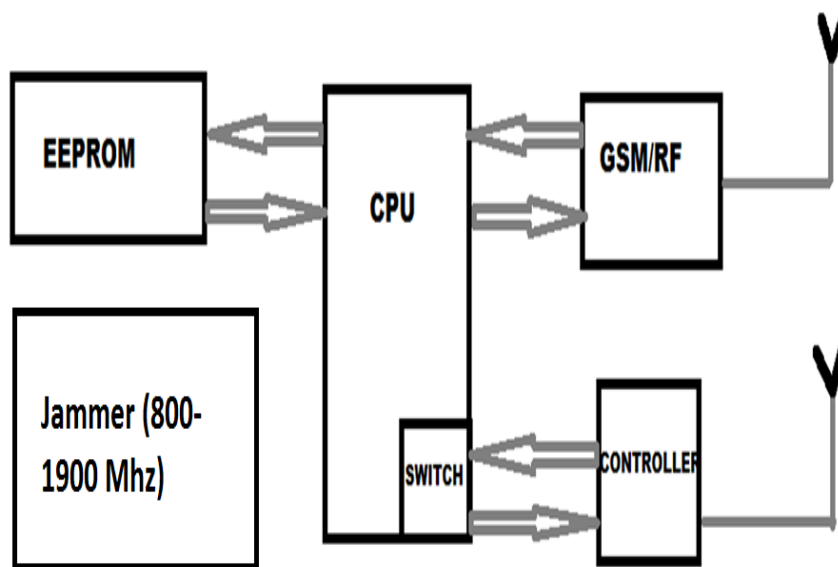 EEPROM
CPU
GSM/RF
Jammer (800-
1900 Mhz)
SWITCH
CONTROLLER